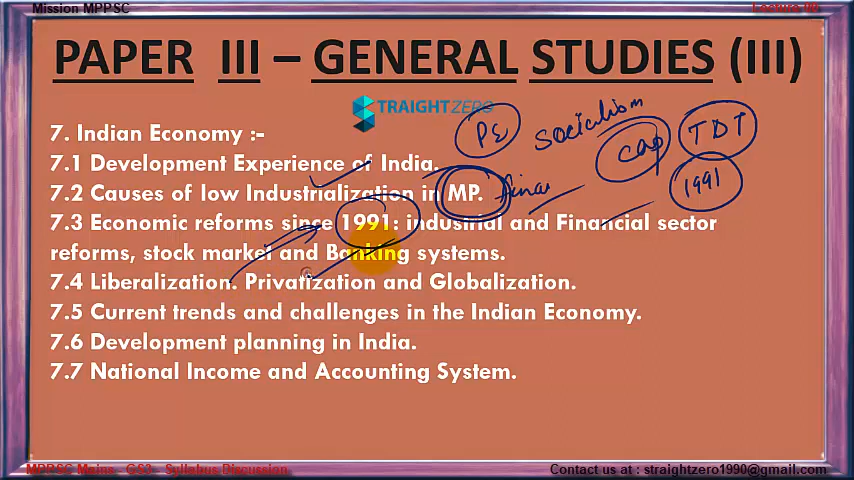 Mission MPPSC
PAPER III – GENERAL STUDIES (III)
TRAIGHTZERO
PE
Socialism
Cap
TDT
1991
7. Indian Economy :-
7.1 Development Experience of India.
7.2 Causes of low Industrialization in MP.
7.3 Economic reforms since 1991: industrial and Financial sector
reforms, stock market and Banking systems.
7.4 Liberalization. Privatization and Globalization.
7.5 Current trends and challenges in the Indian Economy.
7.6 Development planning in India.
7.7 National Income and Accounting System.
MPPSC Mains - GS3 - Syllabus Discussion
Contact us at : straightzero1990@gmail.com